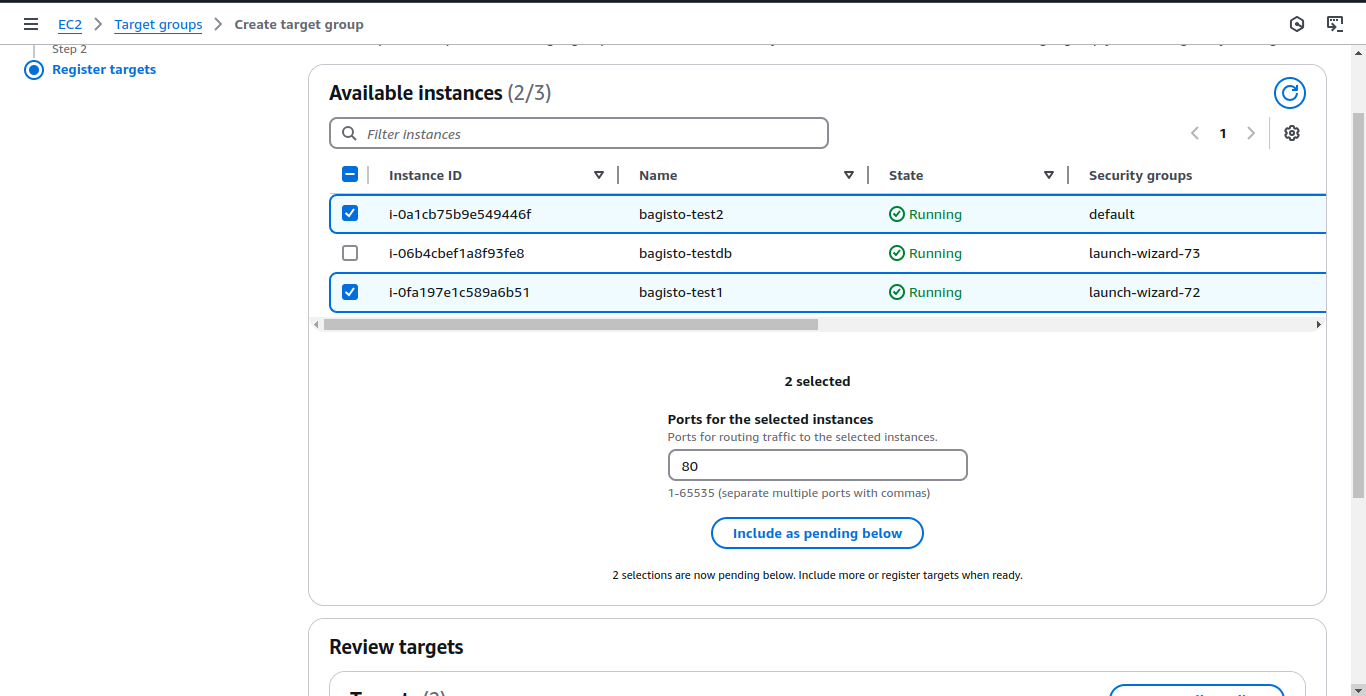 EC2 > Target groups > Create target group
Step 2
Register targets
Available instances (2/3)
Filter instances
1
Instance ID Name State Security groups
i-0a1cb75b9e549446f bagisto-test2 Running default
i-06b4cbef1a8f93fe8 bagisto-testdb Running launch-wizard-73
i-0fa197e1c589a6b51 bagisto-test1 Running launch-wizard-72
2 selected
Ports for the selected instances
Ports for routing traffic to the selected instances.
80
1-65535 (separate multiple ports with commas)
Include as pending below
2 selections are now pending below. Include more or register targets when ready.
Review targets